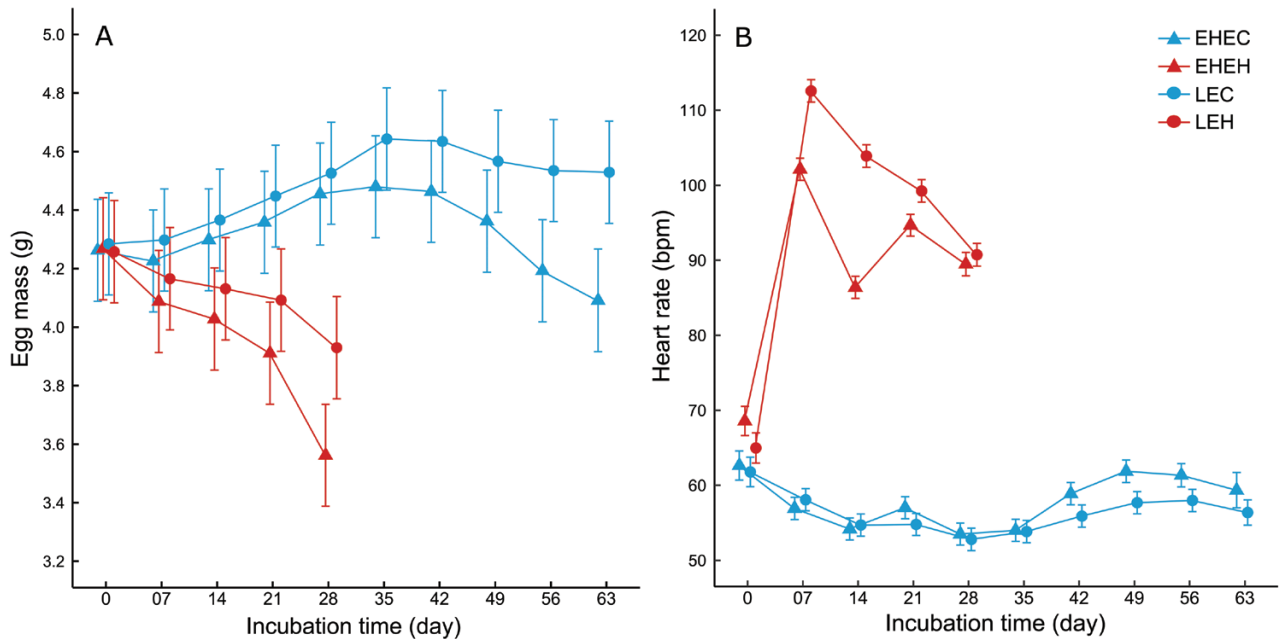 A
Egg mass (g)
5.0
4.8
4.6
4.4
4.2
4.0
3.8
3.6
3.4
3.2
0 07 14 21 28 35 42 49 56 63
Incubation time (day)
B
Heart rate (bpm)
120
110
100
90
80
70
60
50
0 07 14 21 28 35 42 49 56 63
Incubation time (day)
EHEC
EHEH
LEC
LEH